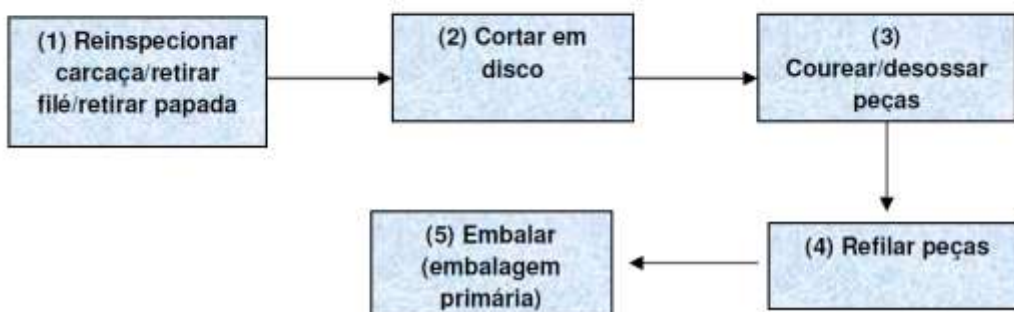 (1) Reinspecionar
carcaça/retirar
filé/retirar papada
(2) Cortar em
disco
(3)
Courear/desossar
peças
(4) Refilar peças
(5) Embalar
(embalagem
primária)